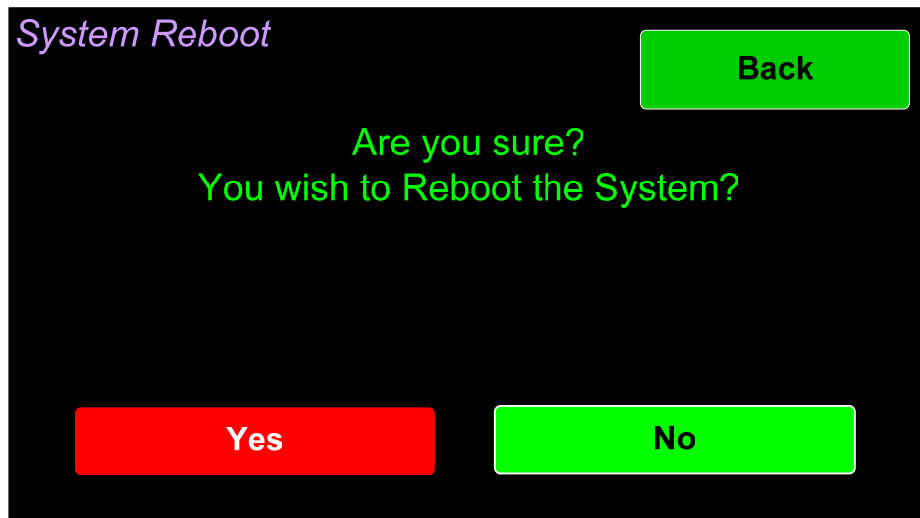 System Reboot
Back
Are you sure?
You wish to Reboot the System?
Yes
No